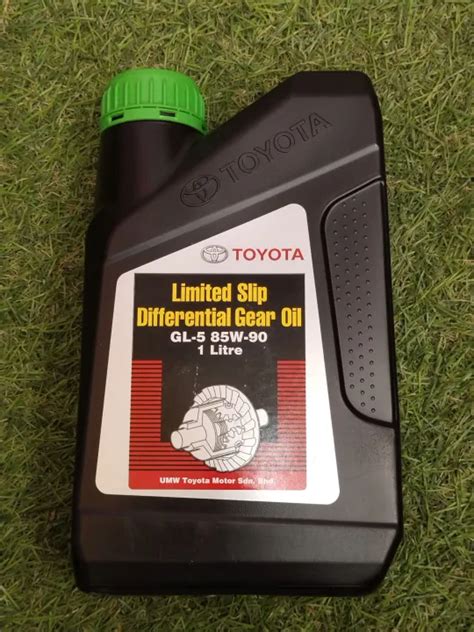 TOYOTA
TOYOTA
Limited Slip
Differential Gear Oil
GL-5 85W-90
1 Litre
UMW Toyota Motor Sdn. Bhd.